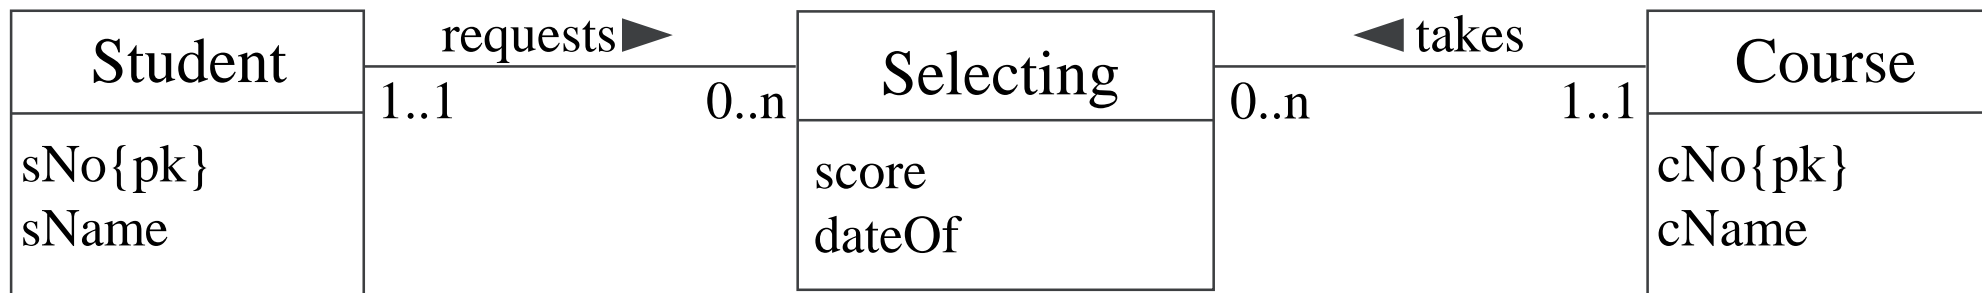 Student
requests
Selecting
takes
Course
1..1
0..n
0..n
1..1
sNo{pk}
sName
score
dateOf
cNo{pk}
cName